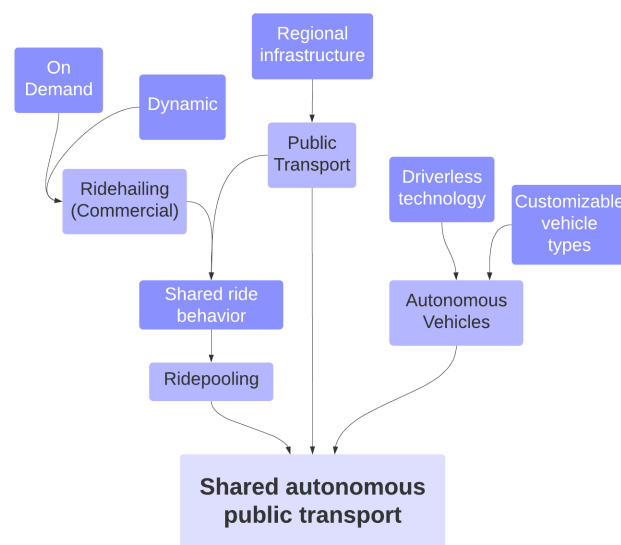 Regional
infrastructure
On
Demand
Dynamic
Public
Transport
Driverless
technology
Ridehailing
(Commercial)
Customizable
vehicle
types
Shared ride
behavior
Autonomous
Vehicles
Ridepooling
Shared autonomous
public transport